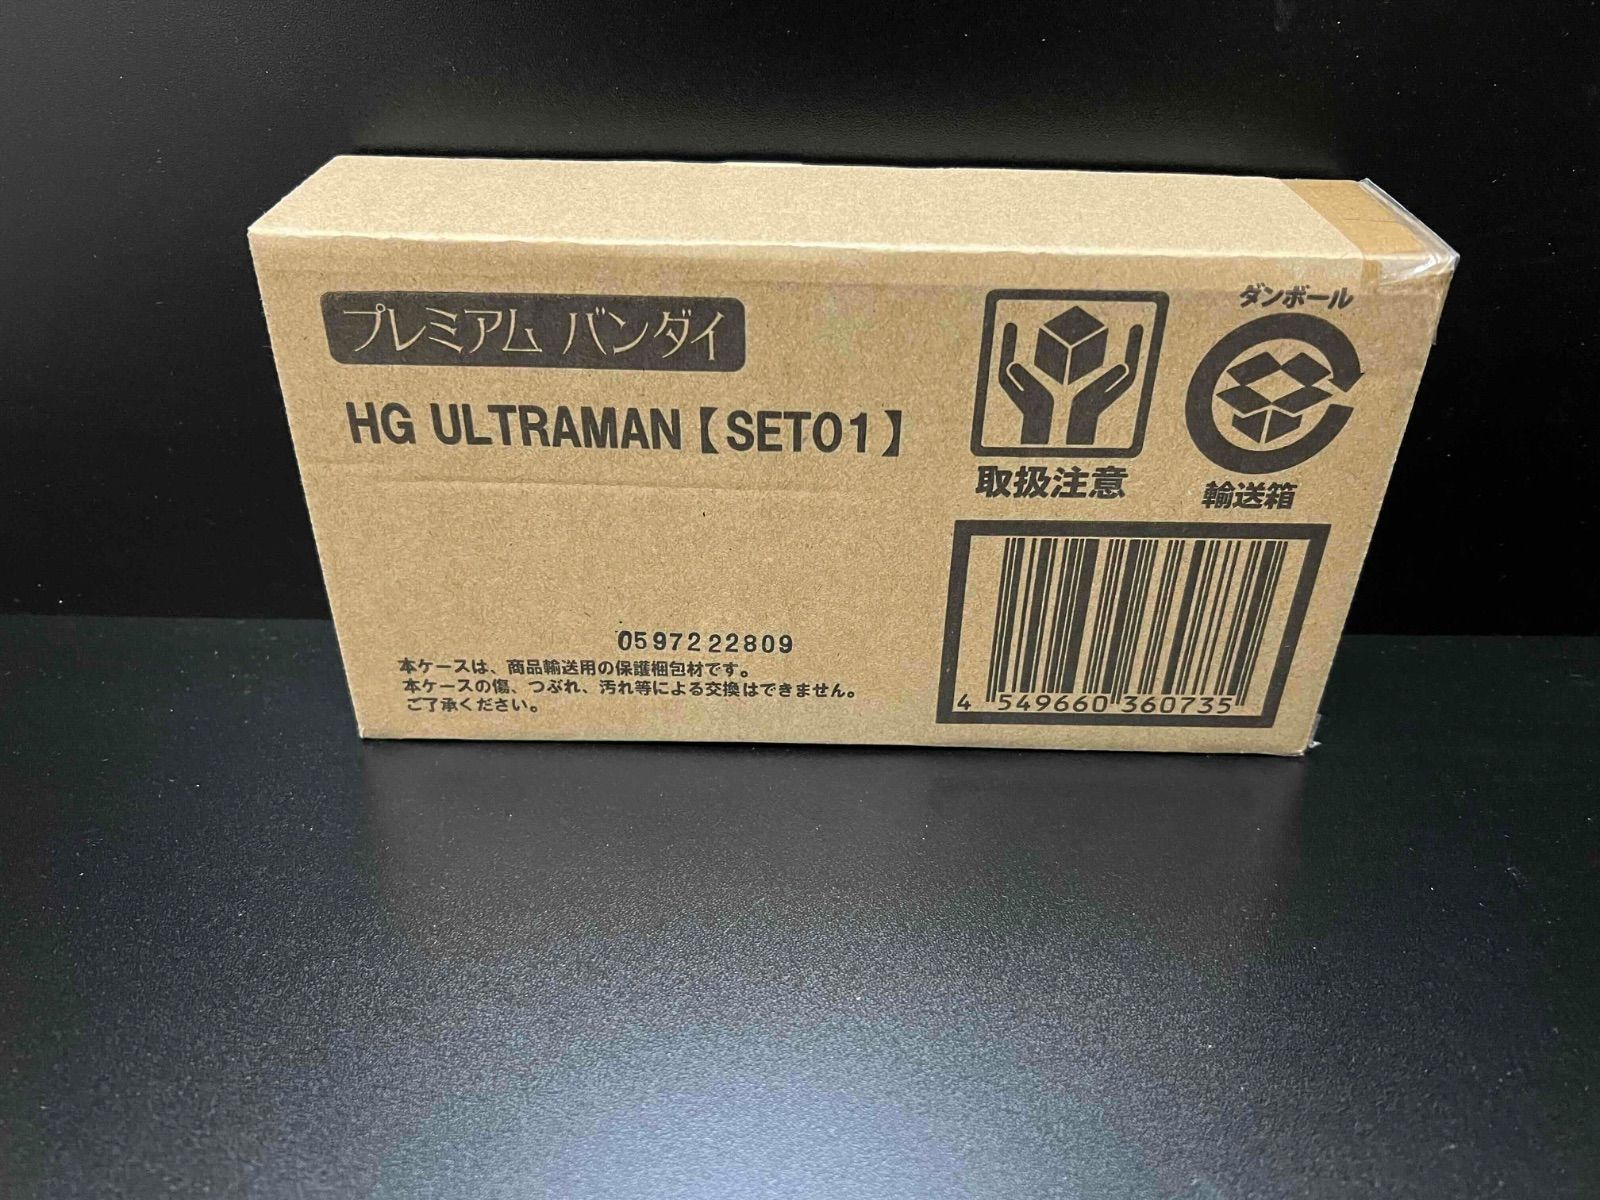 プレミアム バンダイ
HG ULTRAMAN【SET01】
取扱注意
ダンボール
輸送箱
05972 22809
本ケースは、商品輸送用の保護梱包材です。
本ケースの傷、つぶれ、汚れ等による交換はできません。
ご了承ください。
4 549660 360735